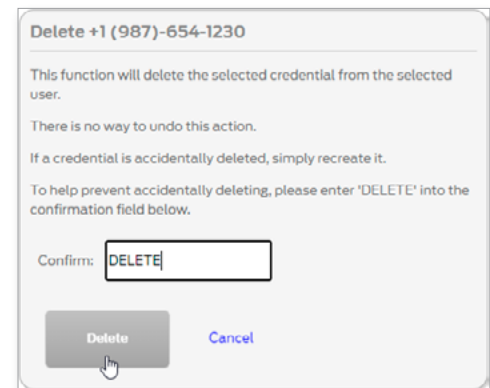 Delete +1 (987)-654-1230
This function will delete the selected credential from the selected
user.
There is no way to undo this action.
If a credential is accidentally deleted, simply recreate it.
To help prevent accidentally deleting, please enter 'DELETE' into the
confirmation field below.
Confirm: DELETE
Delete Cancel